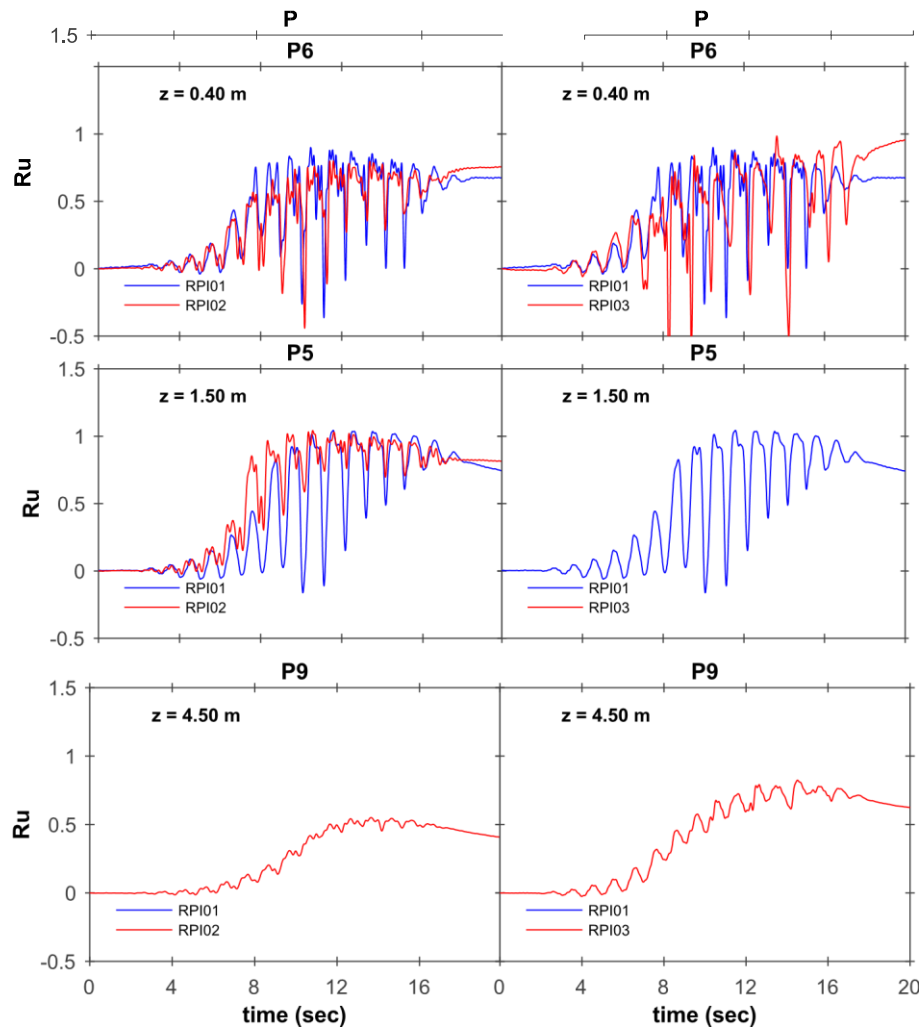 P P
1.5
P6 P6
z = 0.40 m z = 0.40 m
1
Ru
0.5
0
RPI01 RPI01
RPI02 RPI03
-0.5
P5 P5
1.5
z = 1.50 m z = 1.50 m
1
Ru
0.5
0
RPI01 RPI01
RPI02 RPI03
-0.5
P9 P9
1.5
z = 4.50 m z = 4.50 m
1
Ru
0.5
0
RPI01 RPI01
RPI02 RPI03
-0.5
0 4 8 12 16 0 4 8 12 16 20
time (sec) time (sec)